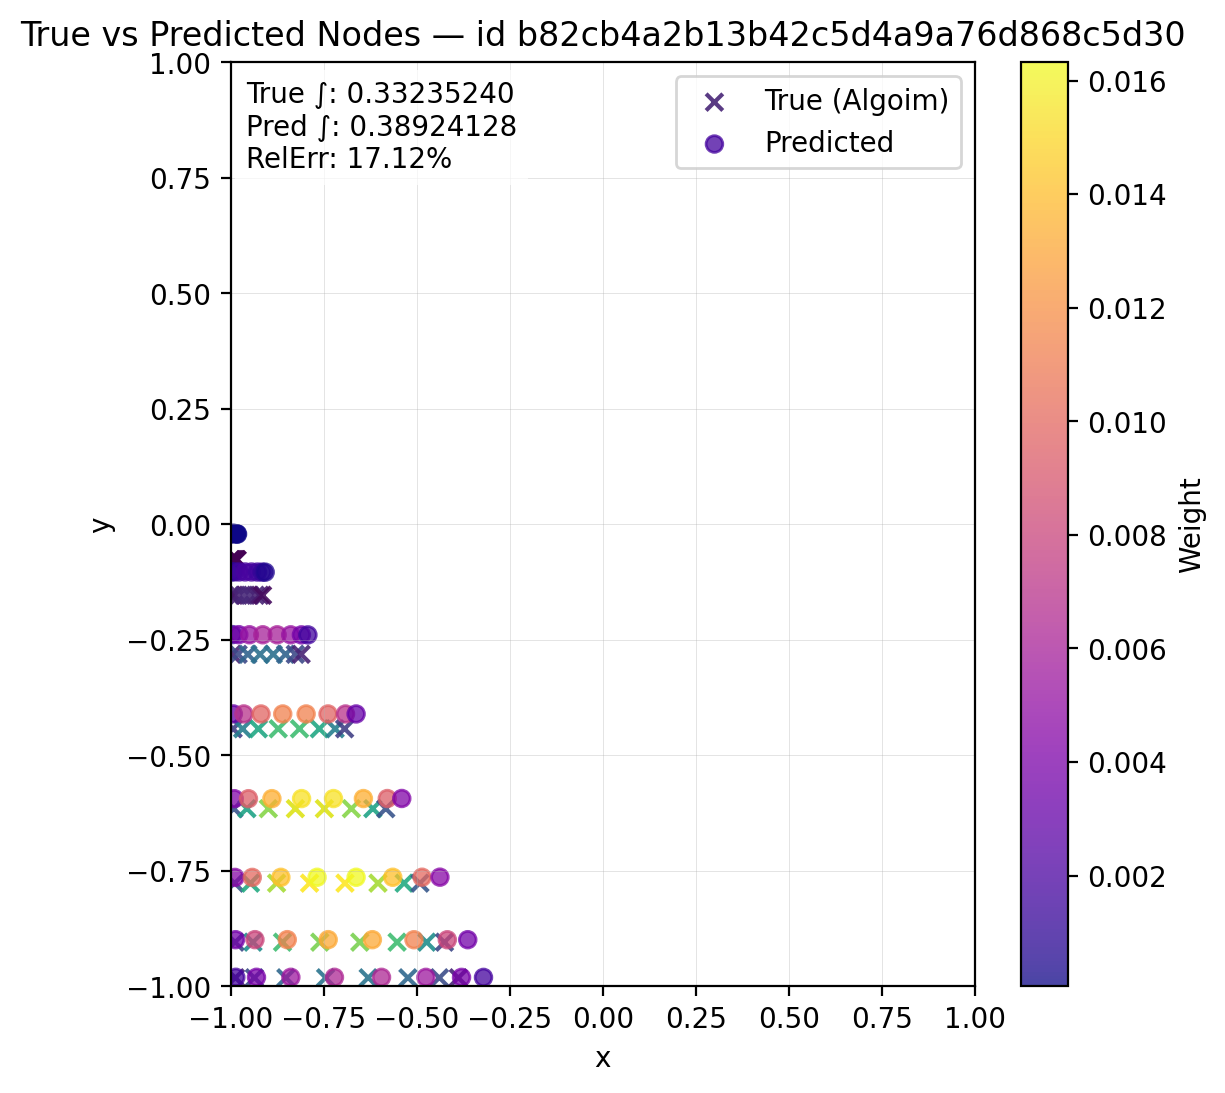 True vs Predicted Nodes — id b82cb4a2b13b42c5d4a9a76d868c5d30
True ∫: 0.33235240
Pred ∫: 0.38924128
RelErr: 17.12%
True (Algoim)
Predicted
1.00
0.75
0.50
0.25
0.00
−0.25
−0.50
−0.75
−1.00
y
−1.00 −0.75 −0.50 −0.25 0.00 0.25 0.50 0.75 1.00
x
0.016
0.014
0.012
0.010
0.008
0.006
0.004
0.002
Weight